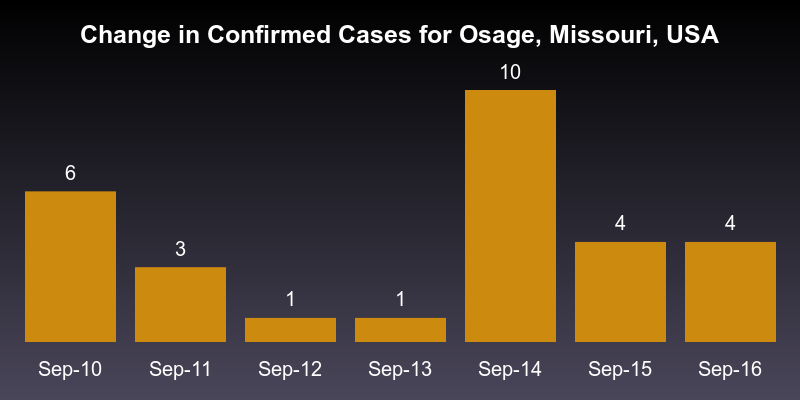 Change in Confirmed Cases for Osage, Missouri, USA
10
6
4
4
3
1
1
Sep-10
Sep-11
Sep-12
Sep-13
Sep-14
Sep-15
Sep-16